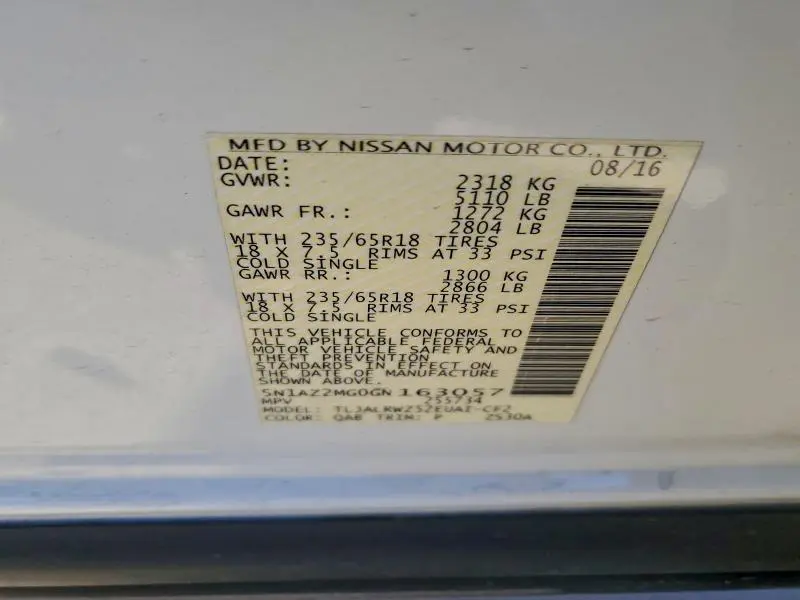 MFD BY NISSAN MOTOR CO., LTD.
DATE: 08/16
GVWR: 2318 KG
5110 LB
GAWR FR.: 1272 KG
2804 LB
WITH 235/65R18 TIRES
18 X 7.5 RIMS AT 33 PSI
COLD SINGLE
GAWR RR.: 1300 KG
2866 LB
WITH 235/65R18 TIRES
18 X 7.5 RIMS AT 33 PSI
COLD SINGLE
THIS VEHICLE CONFORMS TO
ALL APPLICABLE FEDERAL
MOTOR VEHICLE SAFETY AND
THEFT PREVENTION
STANDARDS IN EFFECT ON
THE DATE OF MANUFACTURE
SHOWN ABOVE.
5N1AZ2MG0GN163057
MPV 255734
MODEL: TLJALRWZ52EUAI-CF2
COLOR: QAB TRIM: P ZS30A